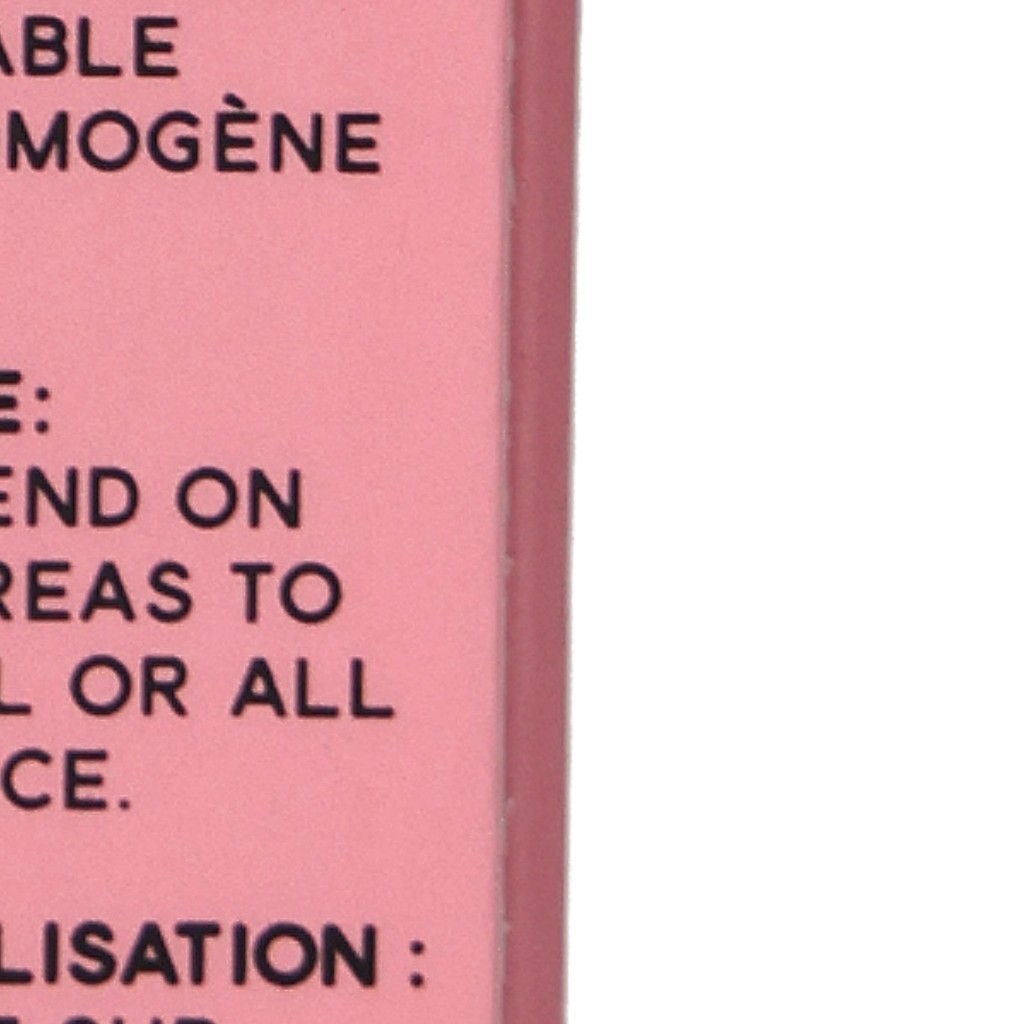 ABLE
MOGÈNE
E:
END ON
REAS TO
L OR ALL
CE.
LISATION :